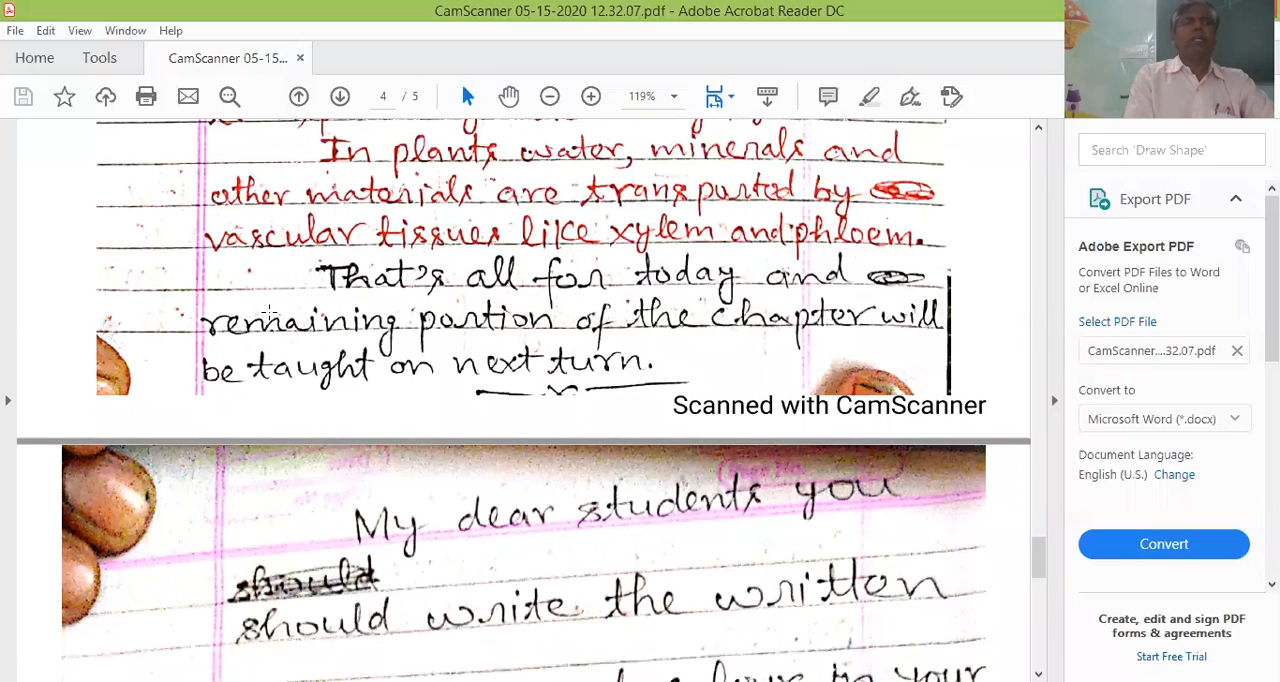 CamScanner 05-15-2020 12.32.07.pdf - Adobe Acrobat Reader DC
File Edit View Window Help
Home Tools CamScanner 05-15... ×
4 / 5 119%
Search 'Draw Shape'
In plants water, minerals and
other materials are transported by
vascular tissues like xylem and phloem.
That's all for today and
remaining portion of the chapter will
be taught on next turn.
Scanned with CamScanner
My dear students you
should
should write the written
your
Export PDF
Adobe Export PDF
Convert PDF Files to Word
or Excel Online
Select PDF File
CamScanner....32.07.pdf ×
Convert to
Microsoft Word (*.docx)
Document Language:
English (U.S.) Change
Convert
Create, edit and sign PDF
forms & agreements
Start Free Trial